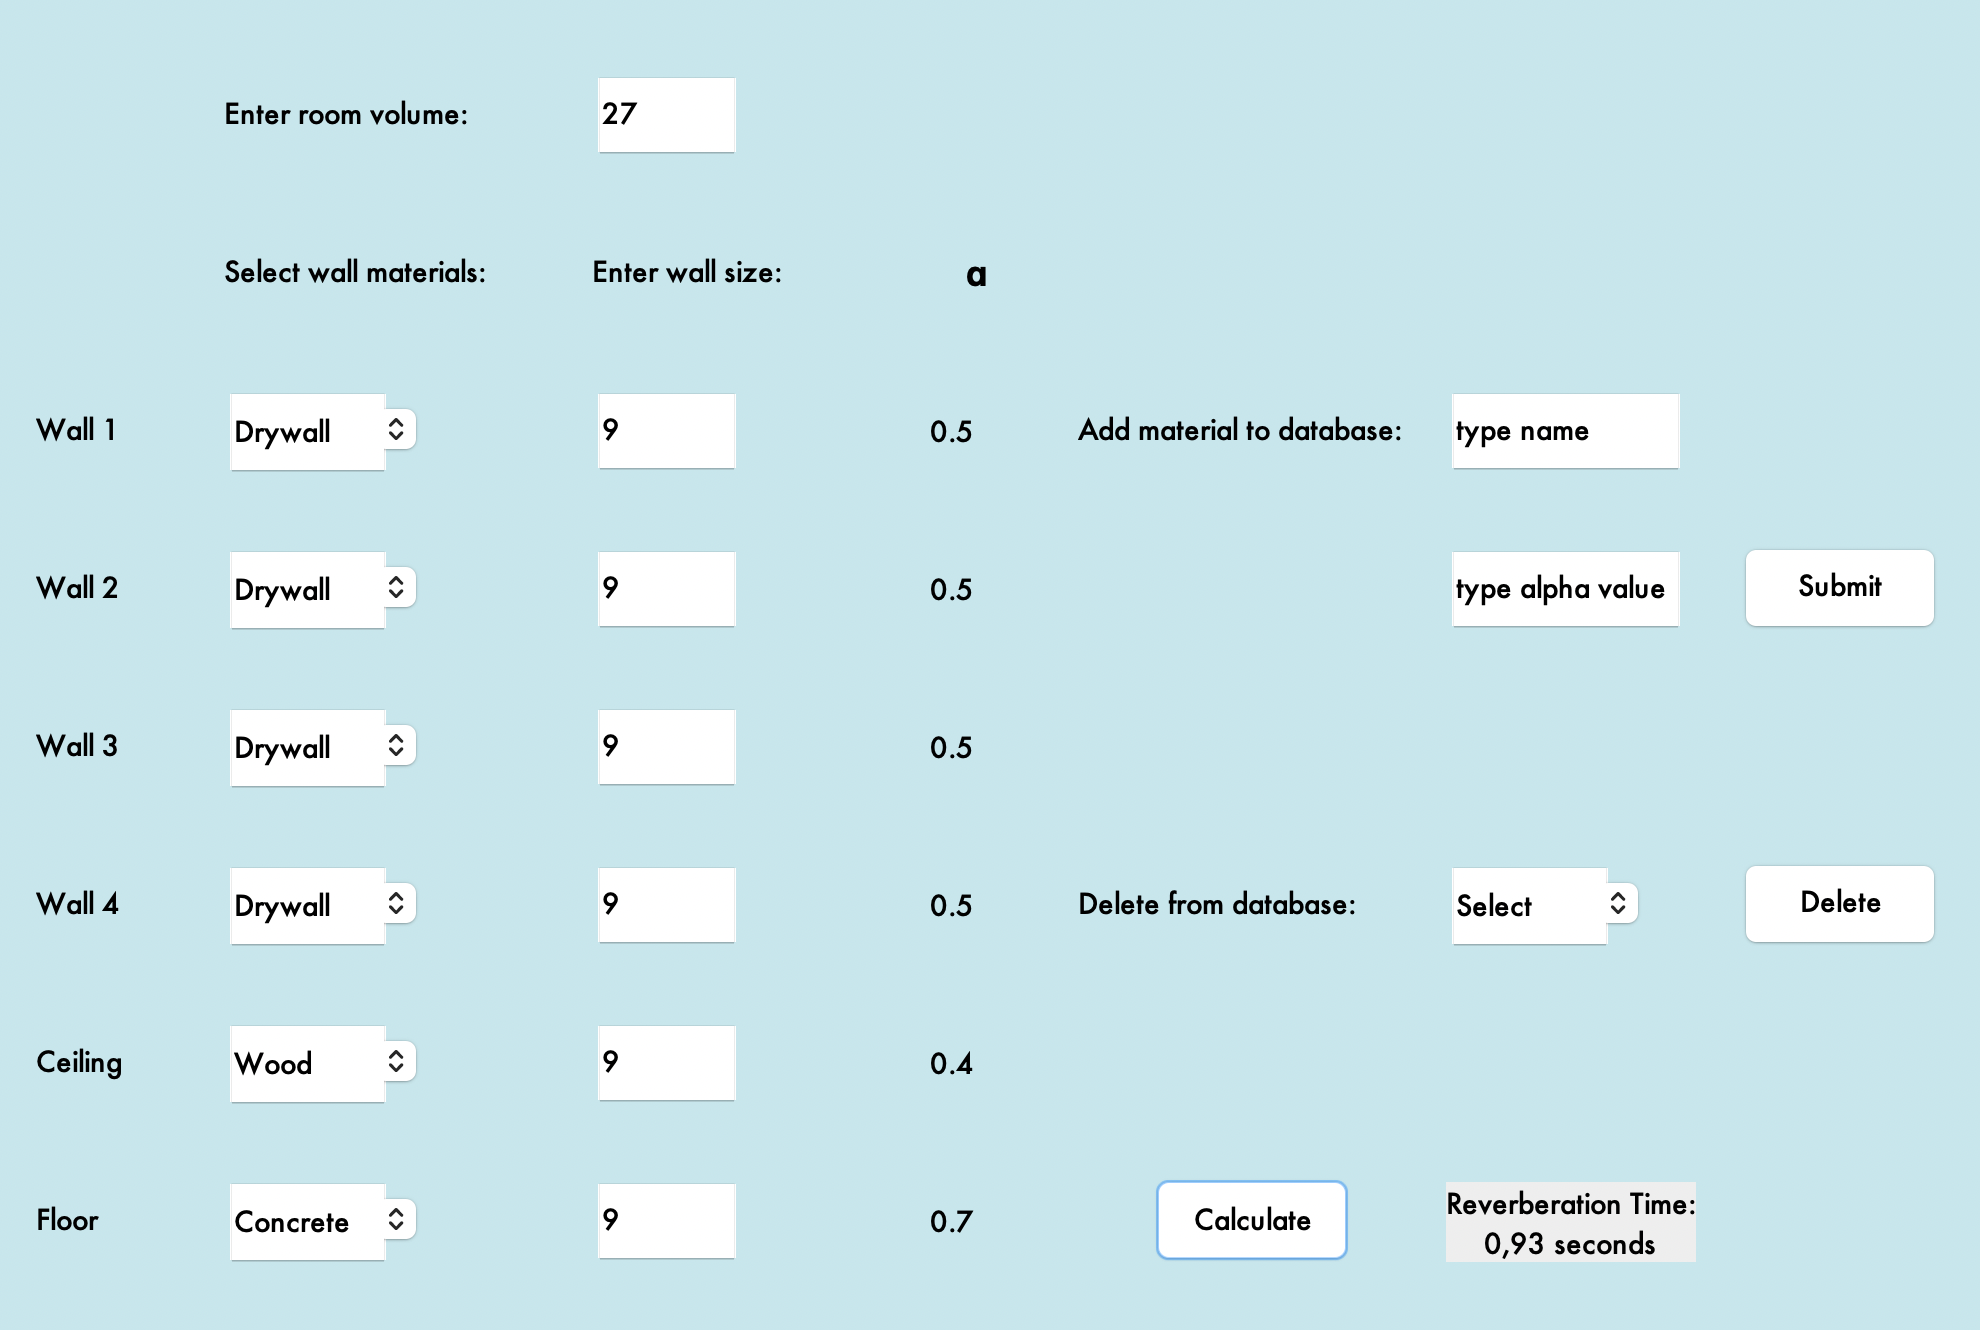 Enter room volume: 27
Select wall materials: Enter wall size: α
Wall 1 Drywall 9 0.5 Add material to database: type name
Wall 2 Drywall 9 0.5 type alpha value Submit
Wall 3 Drywall 9 0.5
Wall 4 Drywall 9 0.5 Delete from database: Select Delete
Ceiling Wood 9 0.4
Floor Concrete 9 0.7 Calculate Reverberation Time:
0,93 seconds